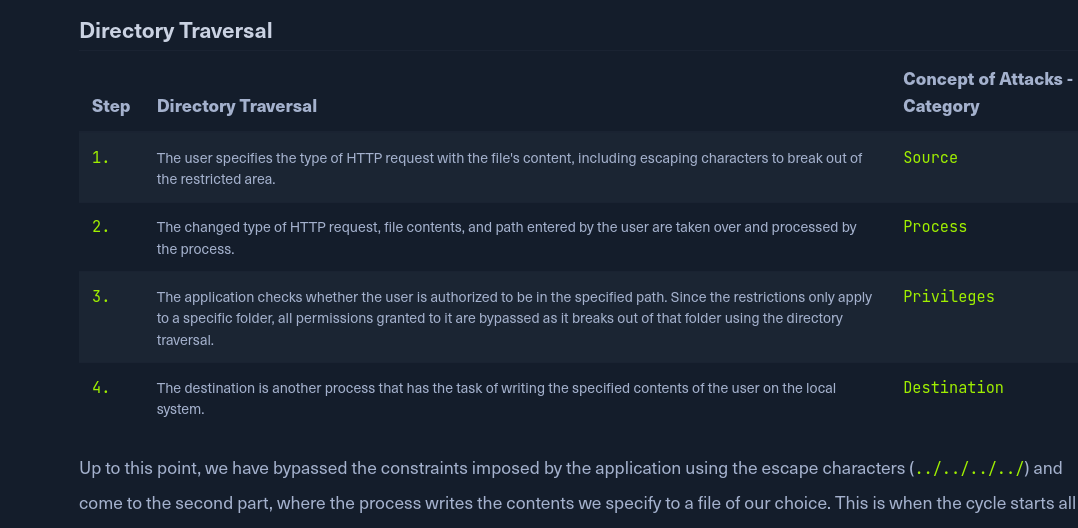 Directory Traversal
Concept of Attacks -
Step Directory Traversal Category
1. The user specifies the type of HTTP request with the file's content, including escaping characters to break out of Source
the restricted area.
2. The changed type of HTTP request, file contents, and path entered by the user are taken over and processed by Process
the process.
3. The application checks whether the user is authorized to be in the specified path. Since the restrictions only apply Privileges
to a specific folder, all permissions granted to it are bypassed as it breaks out of that folder using the directory
traversal.
4. The destination is another process that has the task of writing the specified contents of the user on the local Destination
system.
Up to this point, we have bypassed the constraints imposed by the application using the escape characters (../../../../) and
come to the second part, where the process writes the contents we specify to a file of our choice. This is when the cycle starts all